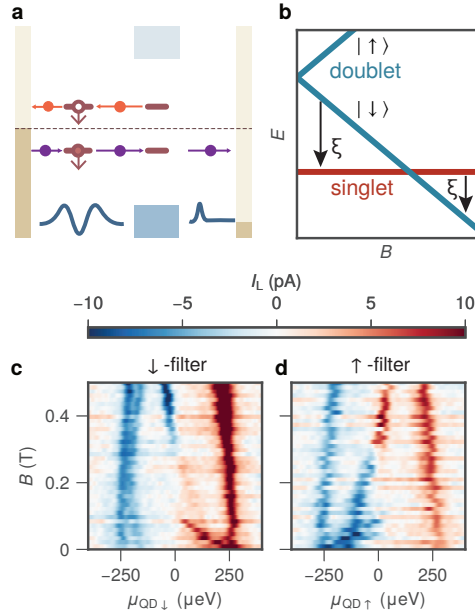 a
b
E
| ↑ ⟩
doublet
| ↓ ⟩
ξ
ξ
singlet
B
I_L (pA)
−10 −5 0 5 10
c ↓ -filter
d ↑ -filter
B (T)
0.4
0.2
0
−250 0 250
−250 0 250
μ_QD↓ (μeV)
μ_QD↑ (μeV)